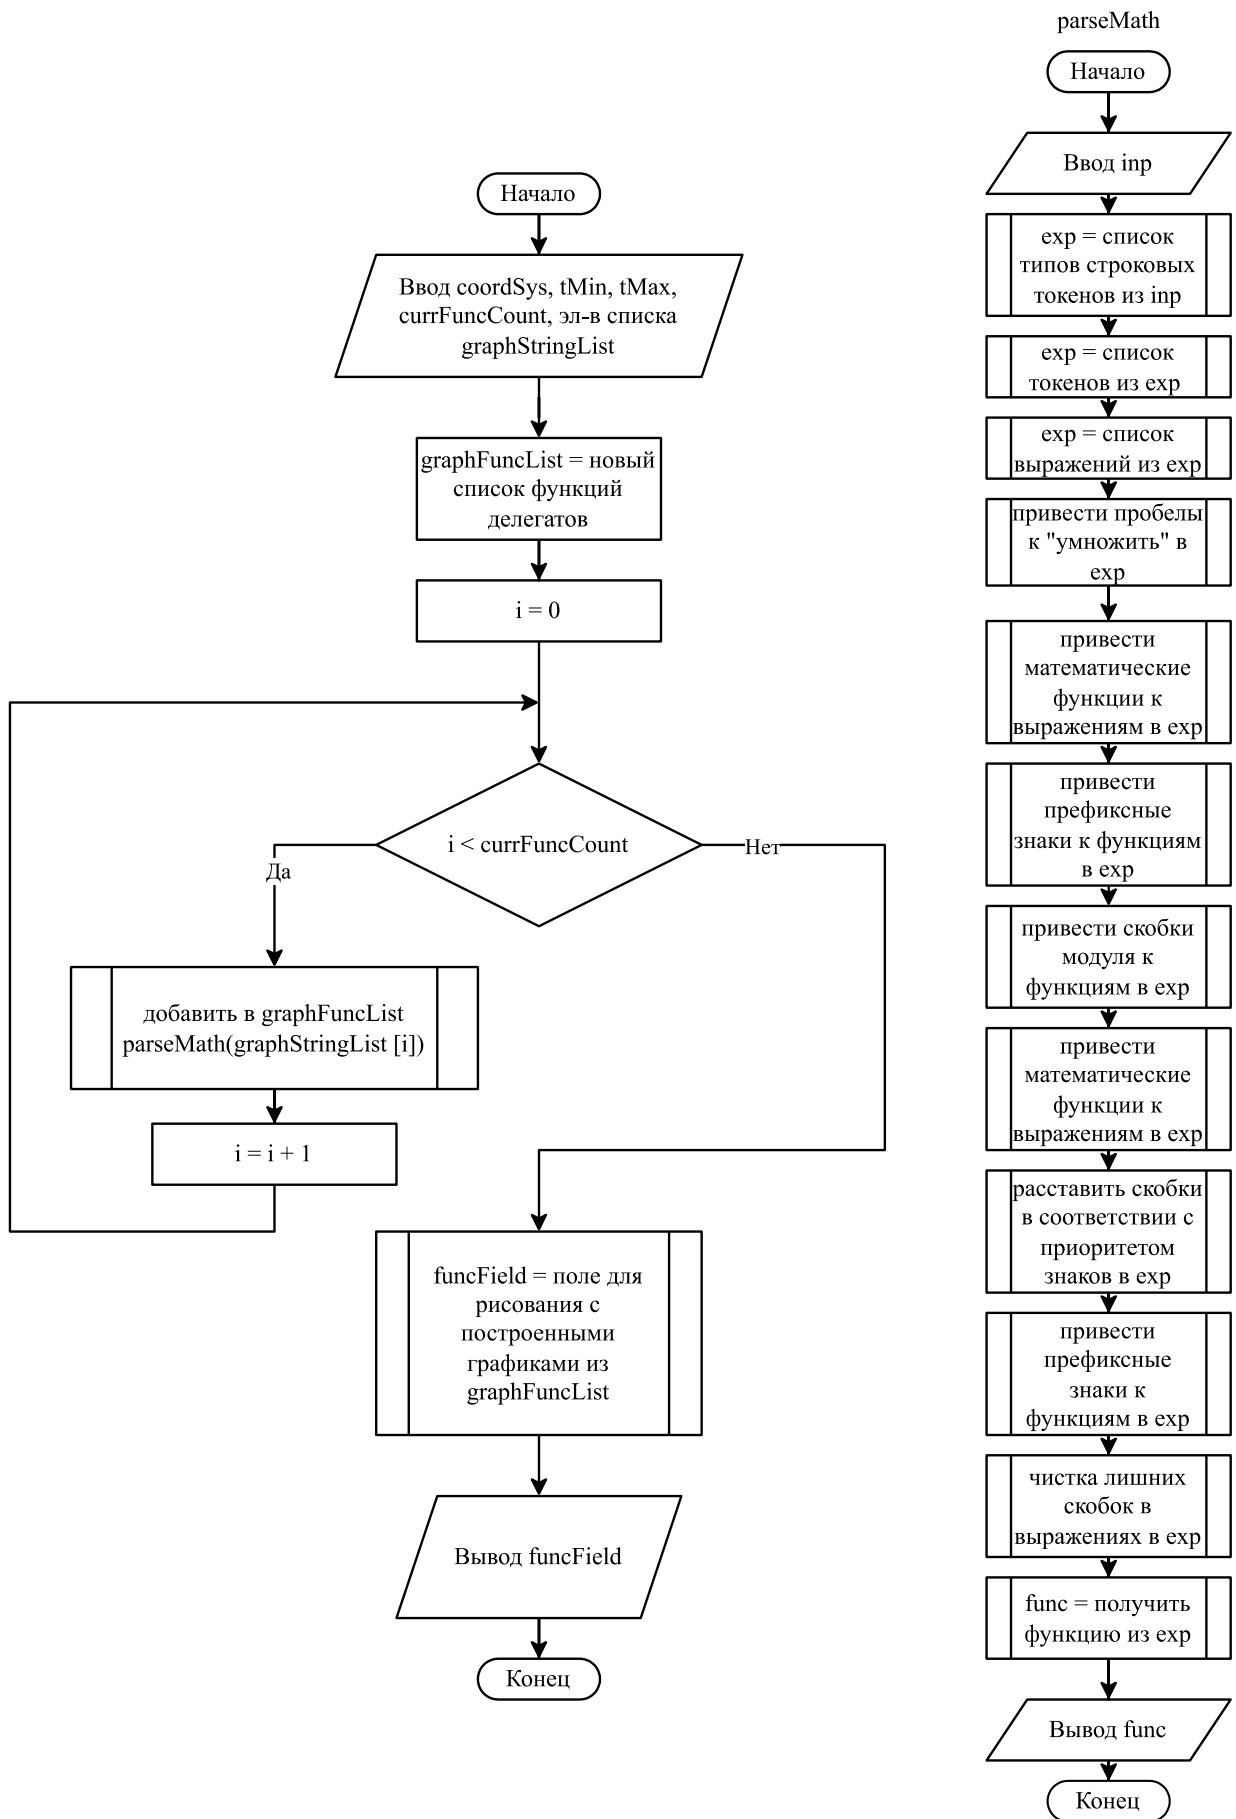 Начало
Ввод coordSys, tMin, tMax,
currFuncCount, эл-в списка
graphStringList
graphFuncList = новый
список функций
делегатов
i = 0
i < currFuncCount
Да
Нет
добавить в graphFuncList
parseMath(graphStringList [i])
i = i + 1
funcField = поле для
рисования с
построенными
графиками из
graphFuncList
Вывод funcField
Конец
parseMath
Начало
Ввод inp
exp = список
типов строковых
токенов из inp
exp = список
токенов из exp
exp = список
выражений из exp
привести пробелы
к "умножить" в
exp
привести
математические
функции к
выражениям в exp
привести
префиксные
знаки к функциям
в exp
привести скобки
модуля к
функциям в exp
привести
математические
функции к
выражениям в exp
расставить скобки
в соответствии с
приоритетом
знаков в exp
привести
префиксные
знаки к
функциям в exp
чистка лишних
скобок в
выражениях в exp
func = получить
функцию из exp
Вывод func
Конец